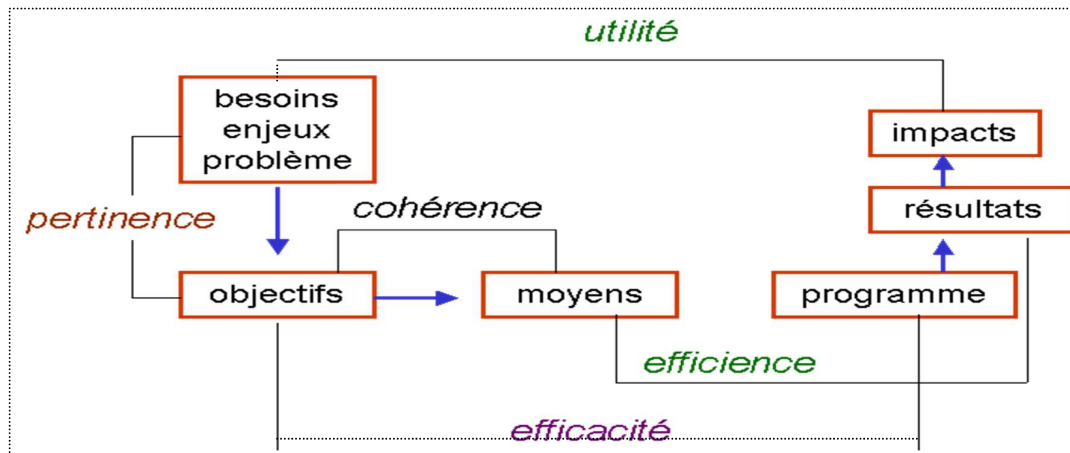 utilité
besoins
enjeux
problème
impacts
résultats
pertinence
cohérence
objectifs
moyens
programme
efficience
efficacité